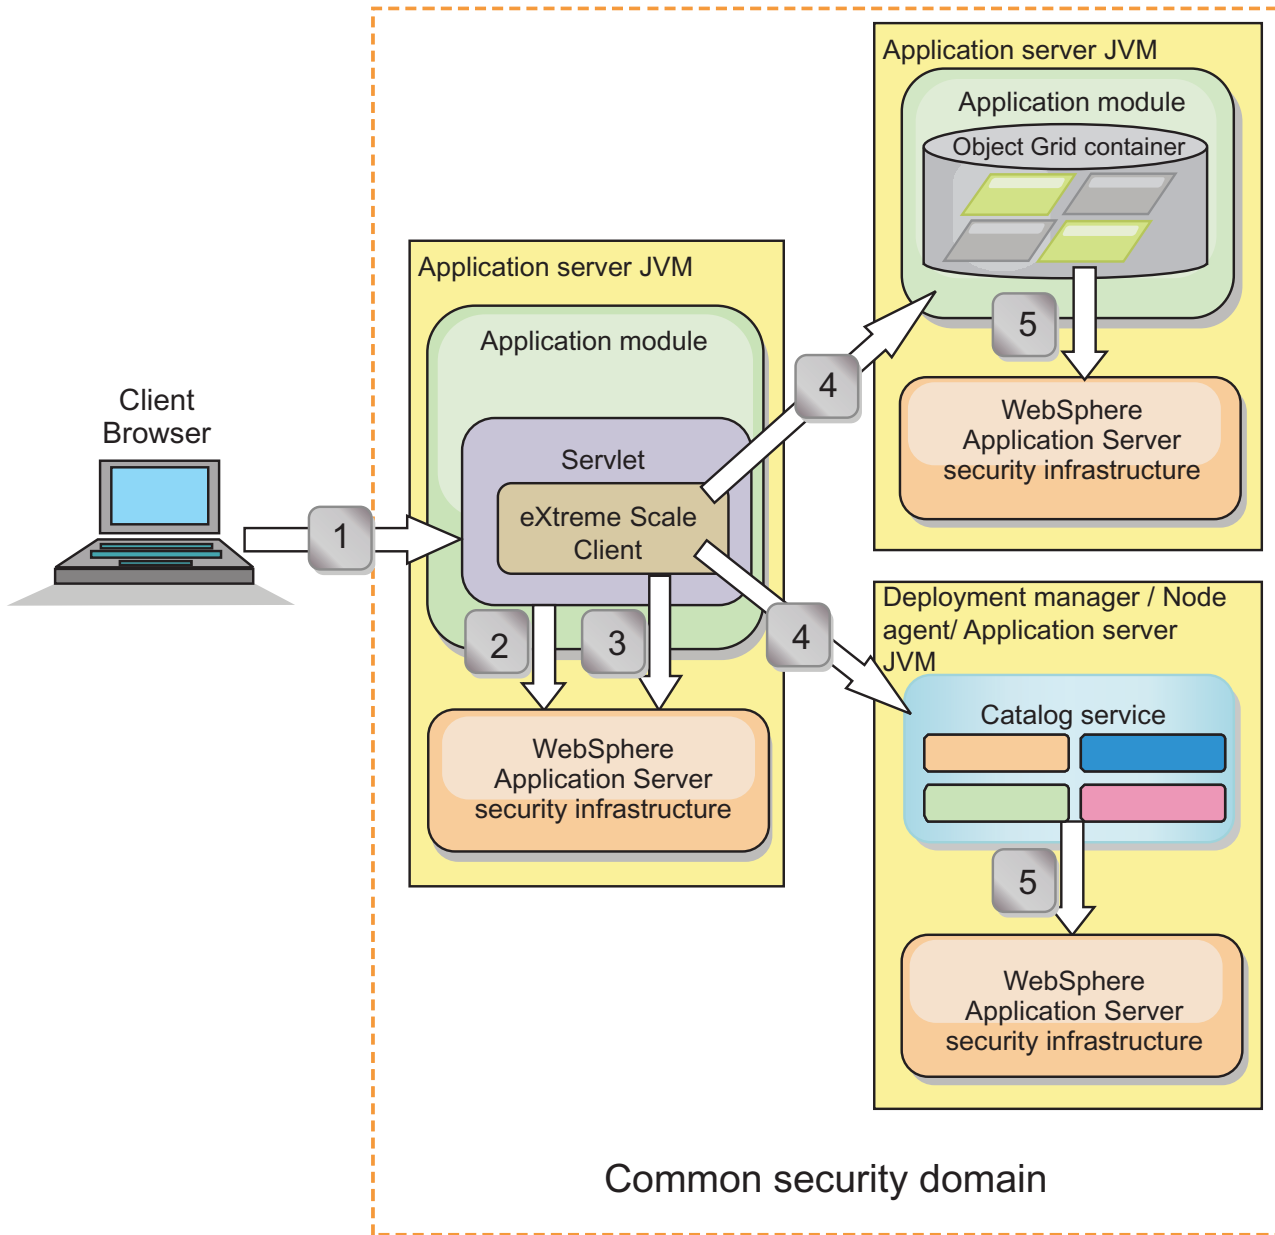 Client
Browser
1
Application server JVM
Application module
Servlet
eXtreme Scale
Client
2
3
WebSphere
Application Server
security infrastructure
4
4
Application server JVM
Application module
Object Grid container
5
WebSphere
Application Server
security infrastructure
Deployment manager / Node
agent/ Application server
JVM
Catalog service
5
WebSphere
Application Server
security infrastructure
Common security domain